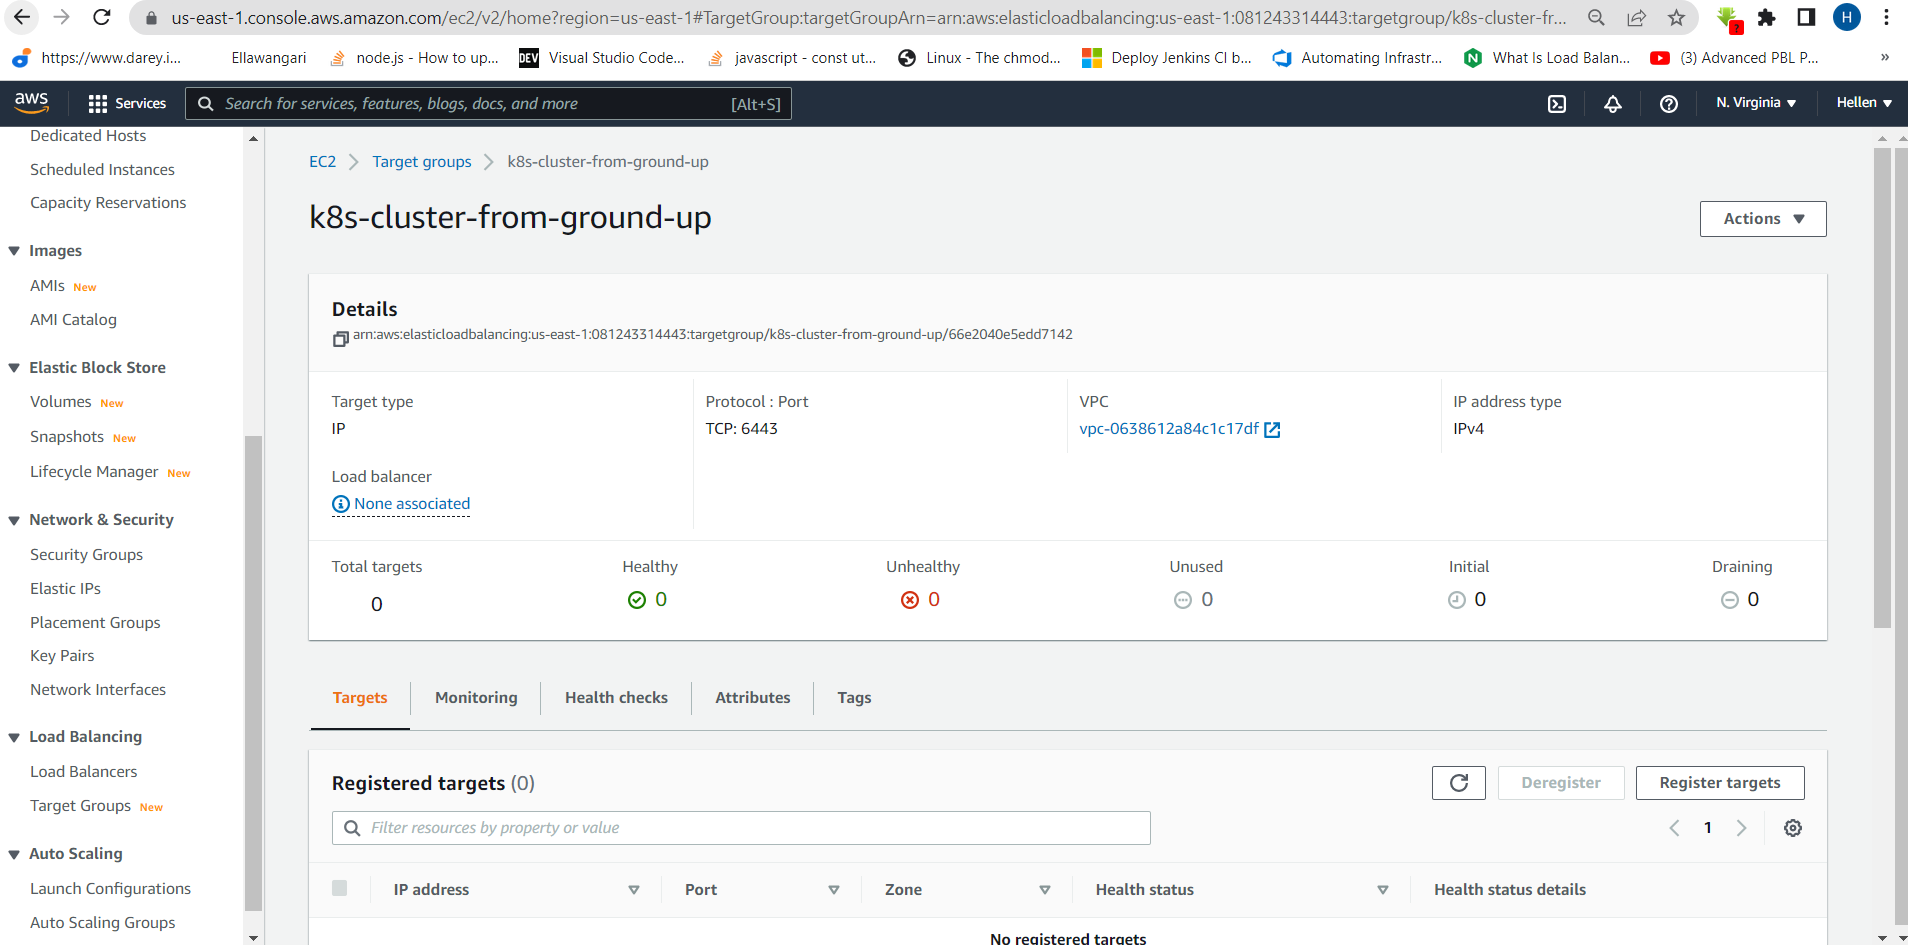 us-east-1.console.aws.amazon.com/ec2/v2/home?region=us-east-1#TargetGroup:targetGroupArn=arn:aws:elasticloadbalancing:us-east-1:081243314443:targetgroup/k8s-cluster-fr...
?
H
https://www.darey.i...
Ellawangari
node.js - How to up...
DEV
Visual Studio Code...
javascript - const ut...
Linux - The chmod...
Deploy Jenkins CI b...
Automating Infrastr...
N
What Is Load Balan...
(3) Advanced PBL P...
»
aws
Services
Search for services, features, blogs, docs, and more
[Alt+S]
N. Virginia
Hellen
Dedicated Hosts
Scheduled Instances
Capacity Reservations
Images
AMIs New
AMI Catalog
Elastic Block Store
Volumes New
Snapshots New
Lifecycle Manager New
Network & Security
Security Groups
Elastic IPs
Placement Groups
Key Pairs
Network Interfaces
Load Balancing
Load Balancers
Target Groups New
Auto Scaling
Launch Configurations
Auto Scaling Groups
EC2 > Target groups > k8s-cluster-from-ground-up
k8s-cluster-from-ground-up
Actions
Details
arn:aws:elasticloadbalancing:us-east-1:081243314443:targetgroup/k8s-cluster-from-ground-up/66e2040e5edd7142
Target type
IP
Protocol : Port
TCP: 6443
VPC
vpc-0638612a84c1c17df
IP address type
IPv4
Load balancer
None associated
Total targets
0
Healthy
0
Unhealthy
0
Unused
0
Initial
0
Draining
0
Targets
Monitoring
Health checks
Attributes
Tags
Registered targets (0)
Deregister
Register targets
Filter resources by property or value
1
IP address
Port
Zone
Health status
Health status details
No registered targets